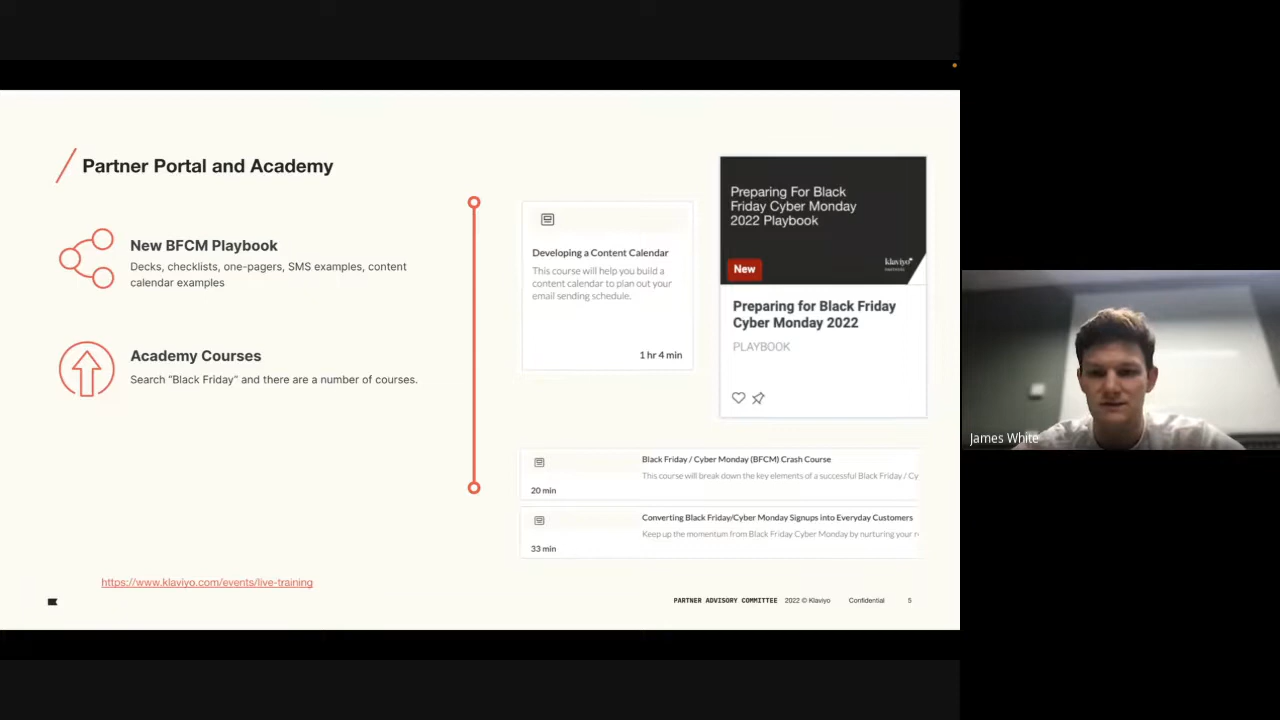 Partner Portal and Academy
New BFCM Playbook
Decks, checklists, one-pagers, SMS examples, content
calendar examples
Academy Courses
Search “Black Friday” and there are a number of courses.
https://www.klaviyo.com/events/live-training
Developing a Content Calendar
This course will help you build a
content calendar to plan out your
email sending schedule.
1 hr 4 min
Preparing For Black
Friday Cyber Monday
2022 Playbook
klaviyo
New
Preparing for Black Friday
Cyber Monday 2022
PLAYBOOK
Black Friday / Cyber Monday (BFCM) Crash Course
This course will break down the key elements of a successful Black Friday / Cy
20 min
Converting Black Friday/Cyber Monday Signups into Everyday Customers
Keep up the momentum from Black Friday Cyber Monday by nurturing your r
33 min
PARTNER ADVISORY COMMITTEE 2022 © Klaviyo Confidential 5
James White